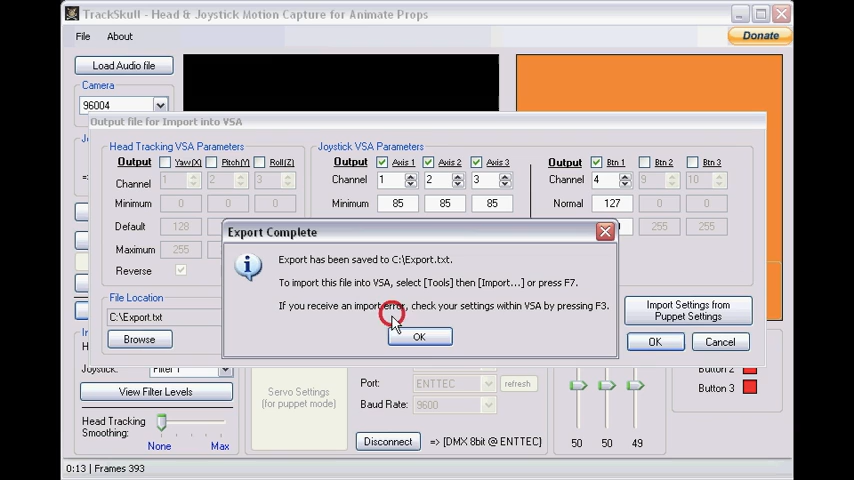 TrackSkull - Head & Joystick Motion Capture for Animate Props
File About
Donate
Load Audio file
Camera
96004
Output file for Import into VSA
Head Tracking VSA Parameters
Output Yaw(X) Pitch(Y) Roll(Z)
Channel 1 2 3
Minimum 0 0 0
Default 128
Maximum 255
Reverse
Joystick VSA Parameters
Output Axis 1 Axis 2 Axis 3
Channel 1 2 3
Minimum 85 85 85
Output Btn 1 Btn 2 Btn 3
Channel 4 9 10
Normal 127 0 0
255 255
Export Complete
Export has been saved to C:\Export.txt.
To import this file into VSA, select [Tools] then [Import...] or press F7.
If you receive an import error, check your settings within VSA by pressing F3.
OK
File Location
C:\Export.txt
Browse
Import Settings from
Puppet Settings
OK Cancel
Joystick: Filter 1
View Filter Levels
Head Tracking
Smoothing:
None Max
Servo Settings
(for puppet mode)
Port: ENTTEC refresh
Baud Rate: 9600
Disconnect => [DMX 8bit @ ENTTEC]
50 50 49
Button 2
Button 3
0:13 | Frames 393